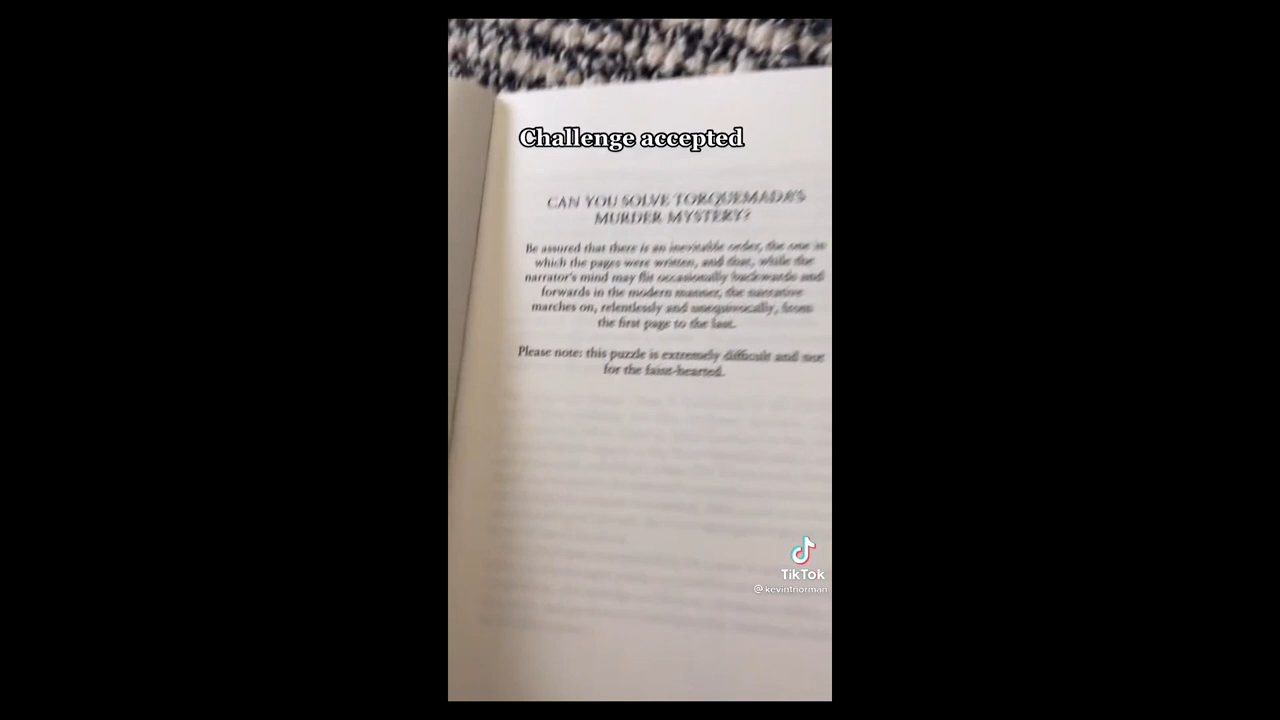 Challenge accepted
CAN YOU SOLVE TORQUEMADA'S
MURDER MYSTERY?
Be assured that there is an inevitable order, the one in
which the pages were written, and that, while the
narrator's mind may flit occasionally backwards and
forwards in the modern manner, the narrative
marches on, relentlessly and unequivocally, from
the first page to the last.
Please note: this puzzle is extremely difficult and not
for the faint-hearted.
TikTok
@kevintnorman